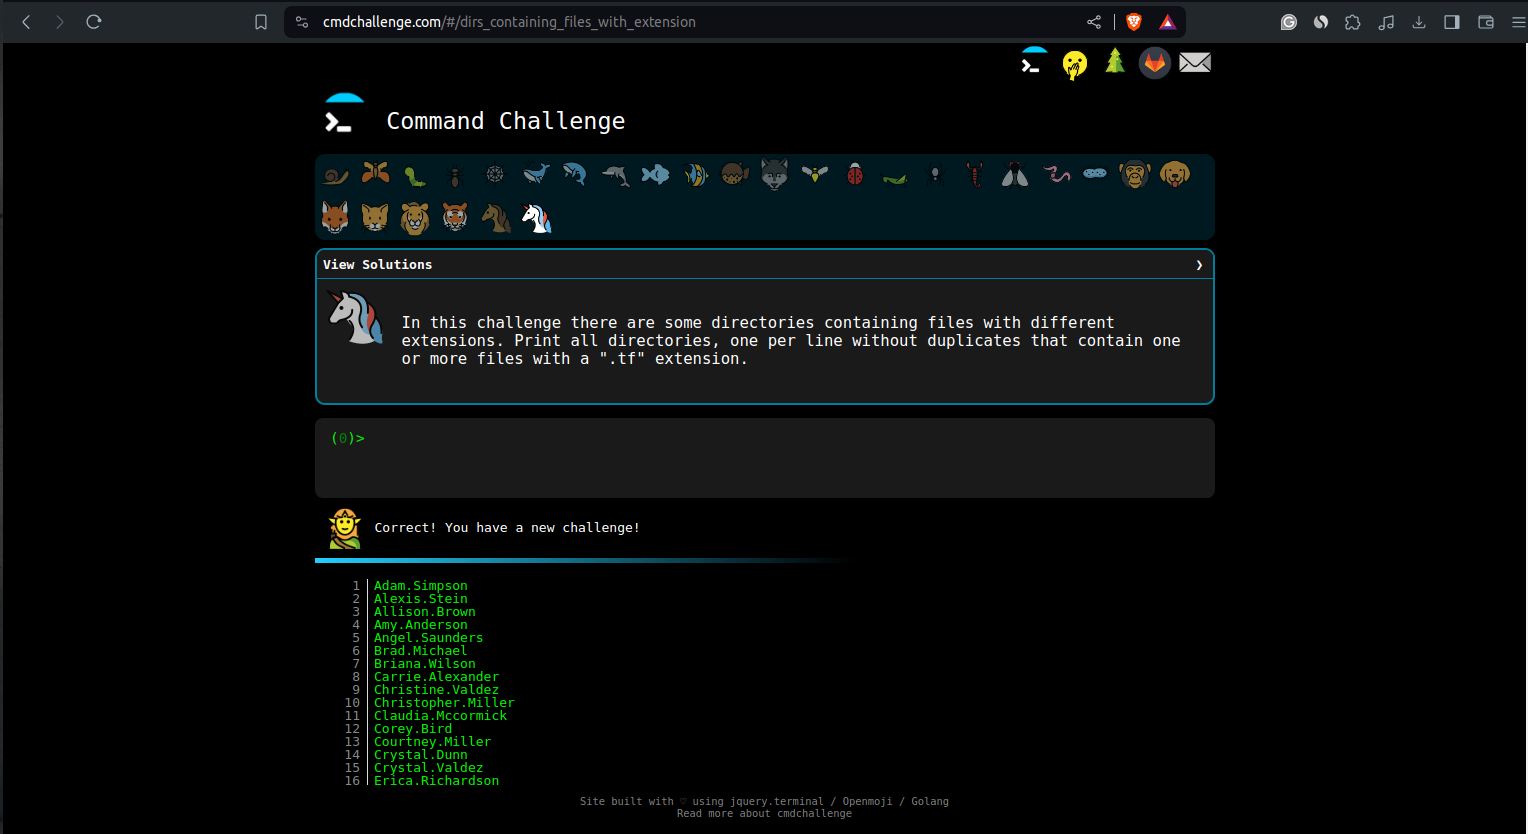 cmdchallenge.com/#/dirs_containing_files_with_extension
Command Challenge
View Solutions ❯
In this challenge there are some directories containing files with different
extensions. Print all directories, one per line without duplicates that contain one
or more files with a ".tf" extension.
(0)>
Correct! You have a new challenge!
1 Adam.Simpson
2 Alexis.Stein
3 Allison.Brown
4 Amy.Anderson
5 Angel.Saunders
6 Brad.Michael
7 Briana.Wilson
8 Carrie.Alexander
9 Christine.Valdez
10 Christopher.Miller
11 Claudia.Mccormick
12 Corey.Bird
13 Courtney.Miller
14 Crystal.Dunn
15 Crystal.Valdez
16 Erica.Richardson
Site built with ♡ using jquery.terminal / Openmoji / Golang
Read more about cmdchallenge